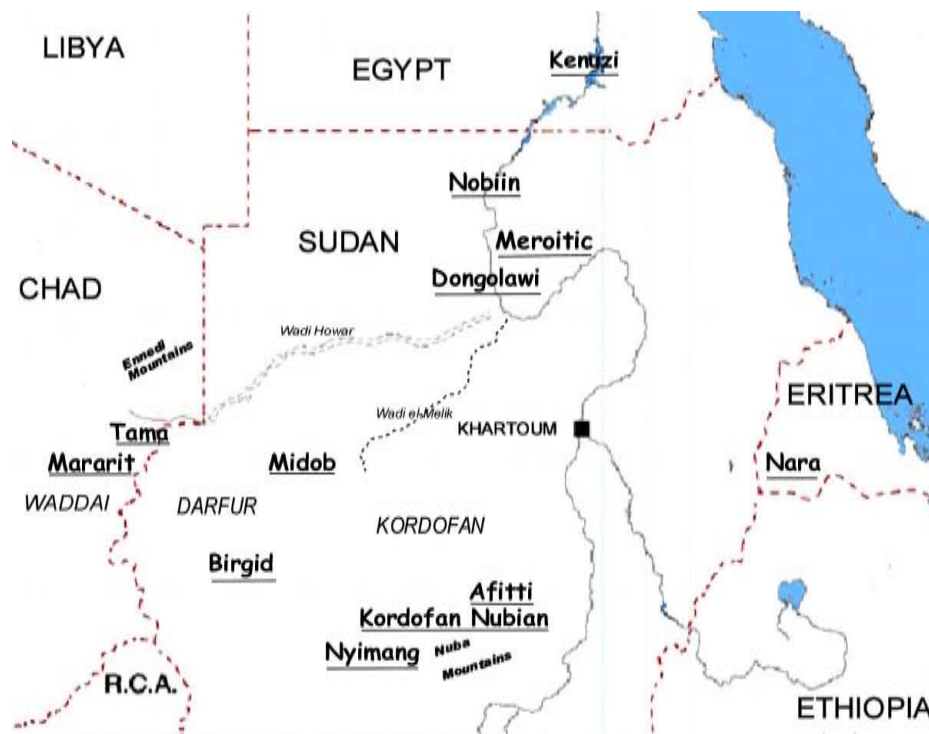 LIBYA
EGYPT
Kenuzi
Nobiin
SUDAN
Meroitic
Dongolawi
CHAD
Wadi Howar
Ennedi
Mountains
ERITREA
Wadi el-Melik
KHARTOUM
Tama
Mararit
Midob
Nara
WADDAI
DARFUR
KORDOFAN
Birgid
Afitti
Kordofan Nubian
Nyimang
Nuba
Mountains
R.C.A.
ETHIOPIA